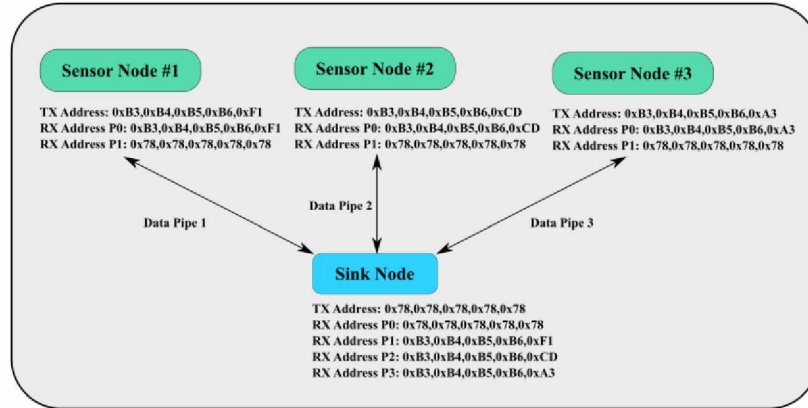 Sensor Node #1
TX Address: 0xB3,0xB4,0xB5,0xB6,0xF1
RX Address P0: 0xB3,0xB4,0xB5,0xB6,0xF1
RX Address P1: 0x78,0x78,0x78,0x78,0x78
Sensor Node #2
TX Address: 0xB3,0xB4,0xB5,0xB6,0xCD
RX Address P0: 0xB3,0xB4,0xB5,0xB6,0xCD
RX Address P1: 0x78,0x78,0x78,0x78,0x78
Sensor Node #3
TX Address: 0xB3,0xB4,0xB5,0xB6,0xA3
RX Address P0: 0xB3,0xB4,0xB5,0xB6,0xA3
RX Address P1: 0x78,0x78,0x78,0x78,0x78
Data Pipe 1
Data Pipe 2
Data Pipe 3
Sink Node
TX Address: 0x78,0x78,0x78,0x78,0x78
RX Address P0: 0x78,0x78,0x78,0x78,0x78
RX Address P1: 0xB3,0xB4,0xB5,0xB6,0xF1
RX Address P2: 0xB3,0xB4,0xB5,0xB6,0xCD
RX Address P3: 0xB3,0xB4,0xB5,0xB6,0xA3